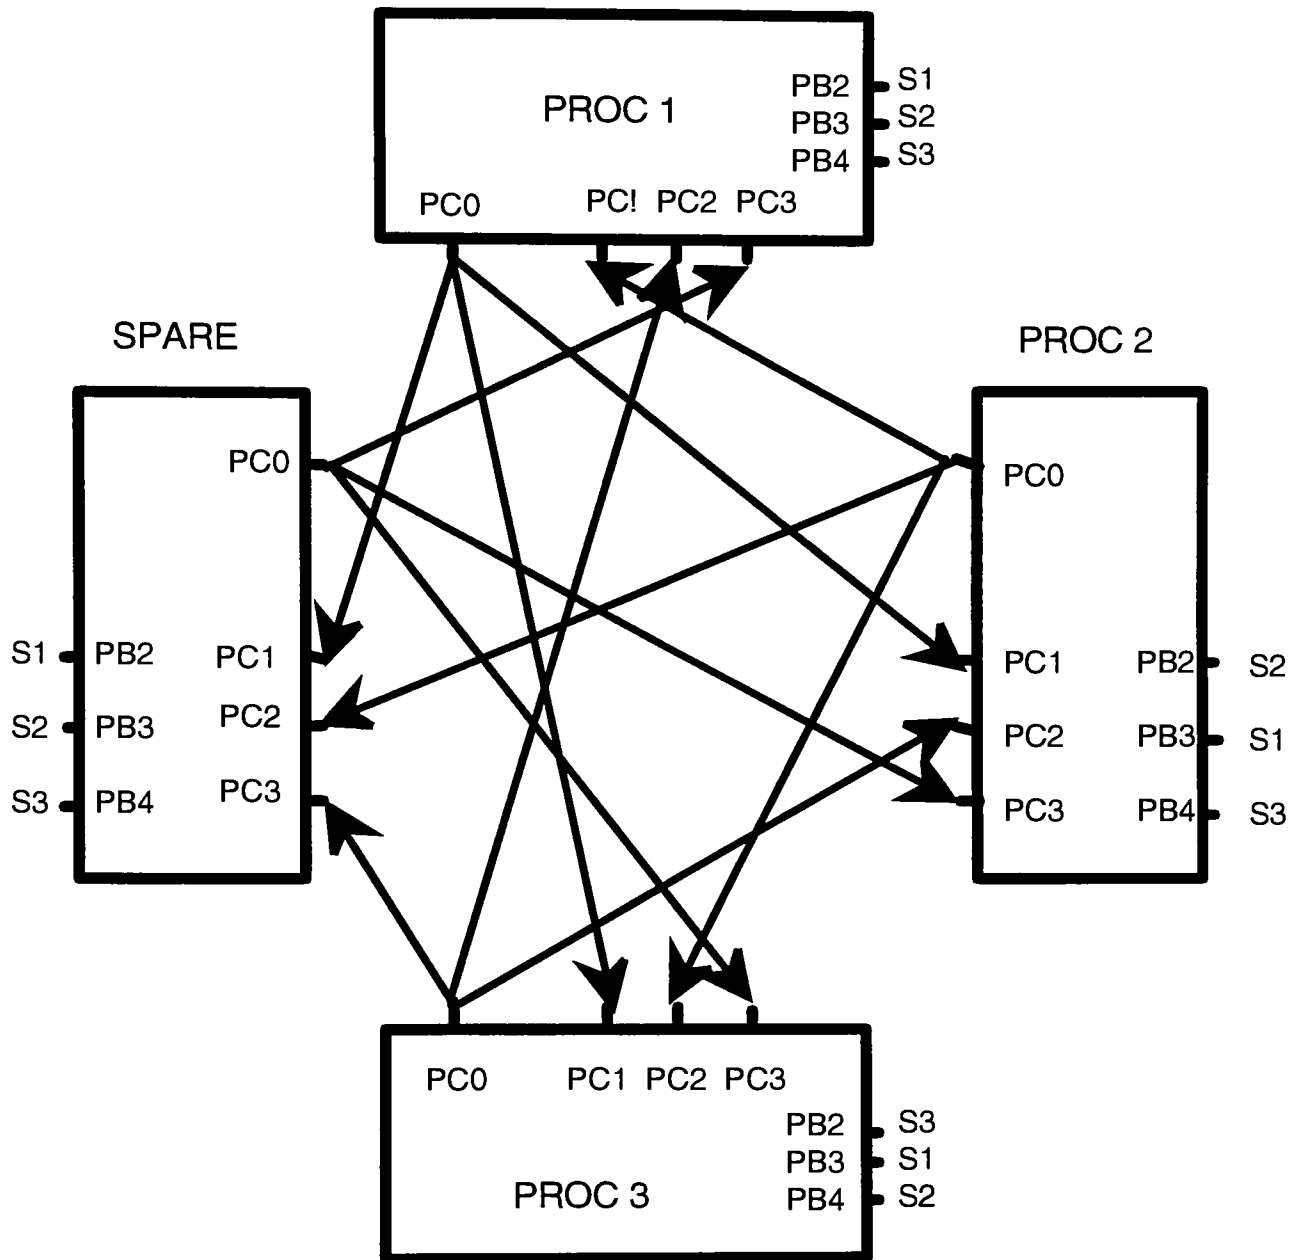 PROC 1
PB2 S1
PB3 S2
PB4 S3
PC0 PC! PC2 PC3
SPARE
PC0
S1 PB2 PC1
S2 PB3 PC2
S3 PB4 PC3
PROC 2
PC0
PC1 PB2 S2
PC2 PB3 S1
PC3 PB4 S3
PC0 PC1 PC2 PC3
PB2 S3
PB3 S1
PB4 S2
PROC 3